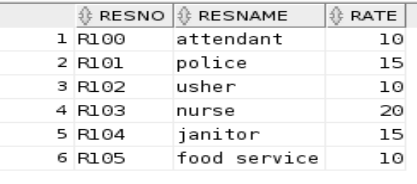 RESNO RESNAME RATE
1 R100 attendant 10
2 R101 police 15
3 R102 usher 10
4 R103 nurse 20
5 R104 janitor 15
6 R105 food service 10